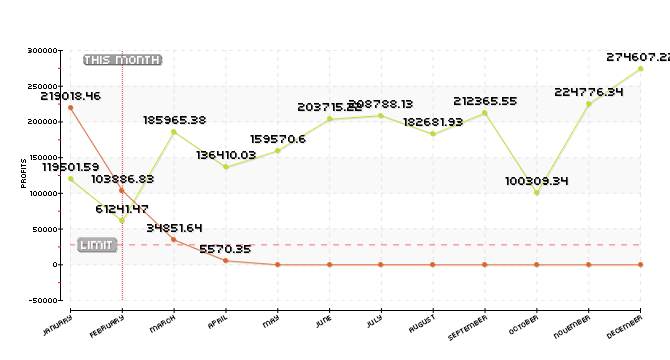 300000
THIS MONTH
274607.22
250000
219018.46
224776.34
203715.22
208788.13
212365.55
200000
185965.38
182681.93
159570.6
150000
136410.03
119501.59
103886.83
100309.34
100000
61241.47
50000
34851.64
LIMIT
5570.35
0
-50000
PROFITS
JANUARY
FEBRUARY
MARCH
APRIL
MAY
JUNE
JULY
AUGUST
SEPTEMBER
OCTOBER
NOVEMBER
DECEMBER